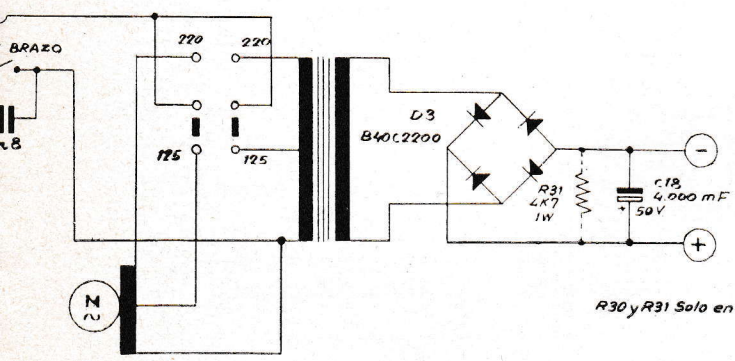 BRAZO
220
220
125
125
D3
B40C2200
R31
4K7
1W
C18
4.000 mF
50V
+
-
+
R30 y R31 Solo en